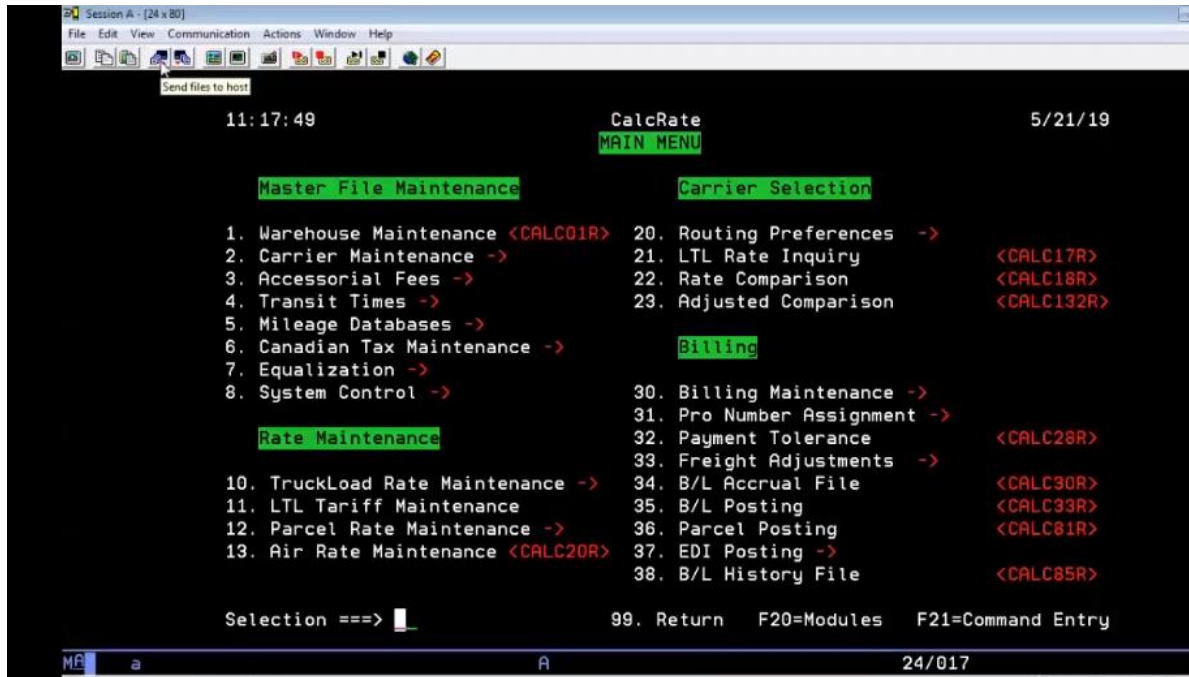 Session A - [24 x 80]
File Edit View Communication Actions Window Help
Send files to host
11:17:49 CalcRate 5/21/19
MAIN MENU
Master File Maintenance Carrier Selection
1. Warehouse Maintenance <CALC01R> 20. Routing Preferences ->
2. Carrier Maintenance -> 21. LTL Rate Inquiry <CALC17R>
3. Accessorial Fees -> 22. Rate Comparison <CALC18R>
4. Transit Times -> 23. Adjusted Comparison <CALC132R>
5. Mileage Databases ->
6. Canadian Tax Maintenance -> Billing
7. Equalization ->
8. System Control -> 30. Billing Maintenance ->
31. Pro Number Assignment ->
Rate Maintenance 32. Payment Tolerance <CALC28R>
33. Freight Adjustments ->
10. TruckLoad Rate Maintenance -> 34. B/L Accrual File <CALC30R>
11. LTL Tariff Maintenance 35. B/L Posting <CALC33R>
12. Parcel Rate Maintenance -> 36. Parcel Posting <CALC81R>
13. Air Rate Maintenance <CALC20R> 37. EDI Posting ->
38. B/L History File <CALC85R>
Selection ===> _ 99. Return F20=Modules F21=Command Entry
MA a A 24/017